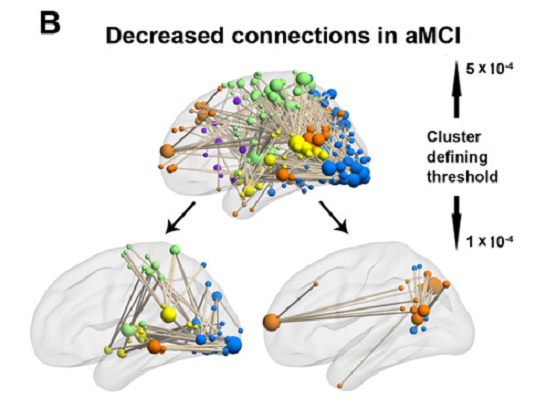 B
Decreased connections in aMCI
5 x 10⁻⁴
Cluster
defining
threshold
1 x 10⁻⁴